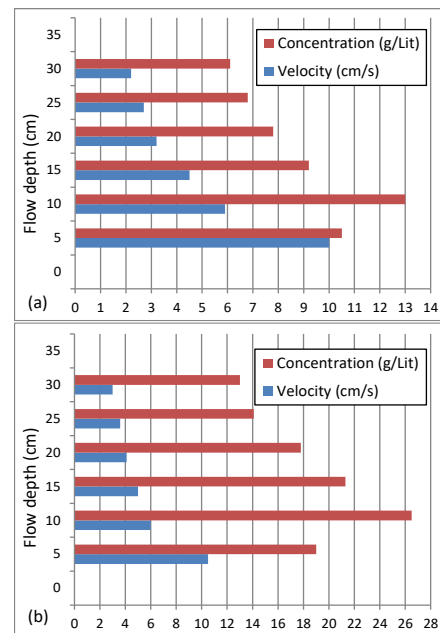 35
30
25
20
15
10
5
0
Flow depth (cm)
Concentration (g/Lit)
Velocity (cm/s)
(a)
0 1 2 3 4 5 6 7 8 9 10 11 12 13 14
35
30
25
20
15
10
5
0
Flow depth (cm)
Concentration (g/Lit)
Velocity (cm/s)
(b)
0 2 4 6 8 10 12 14 16 18 20 22 24 26 28